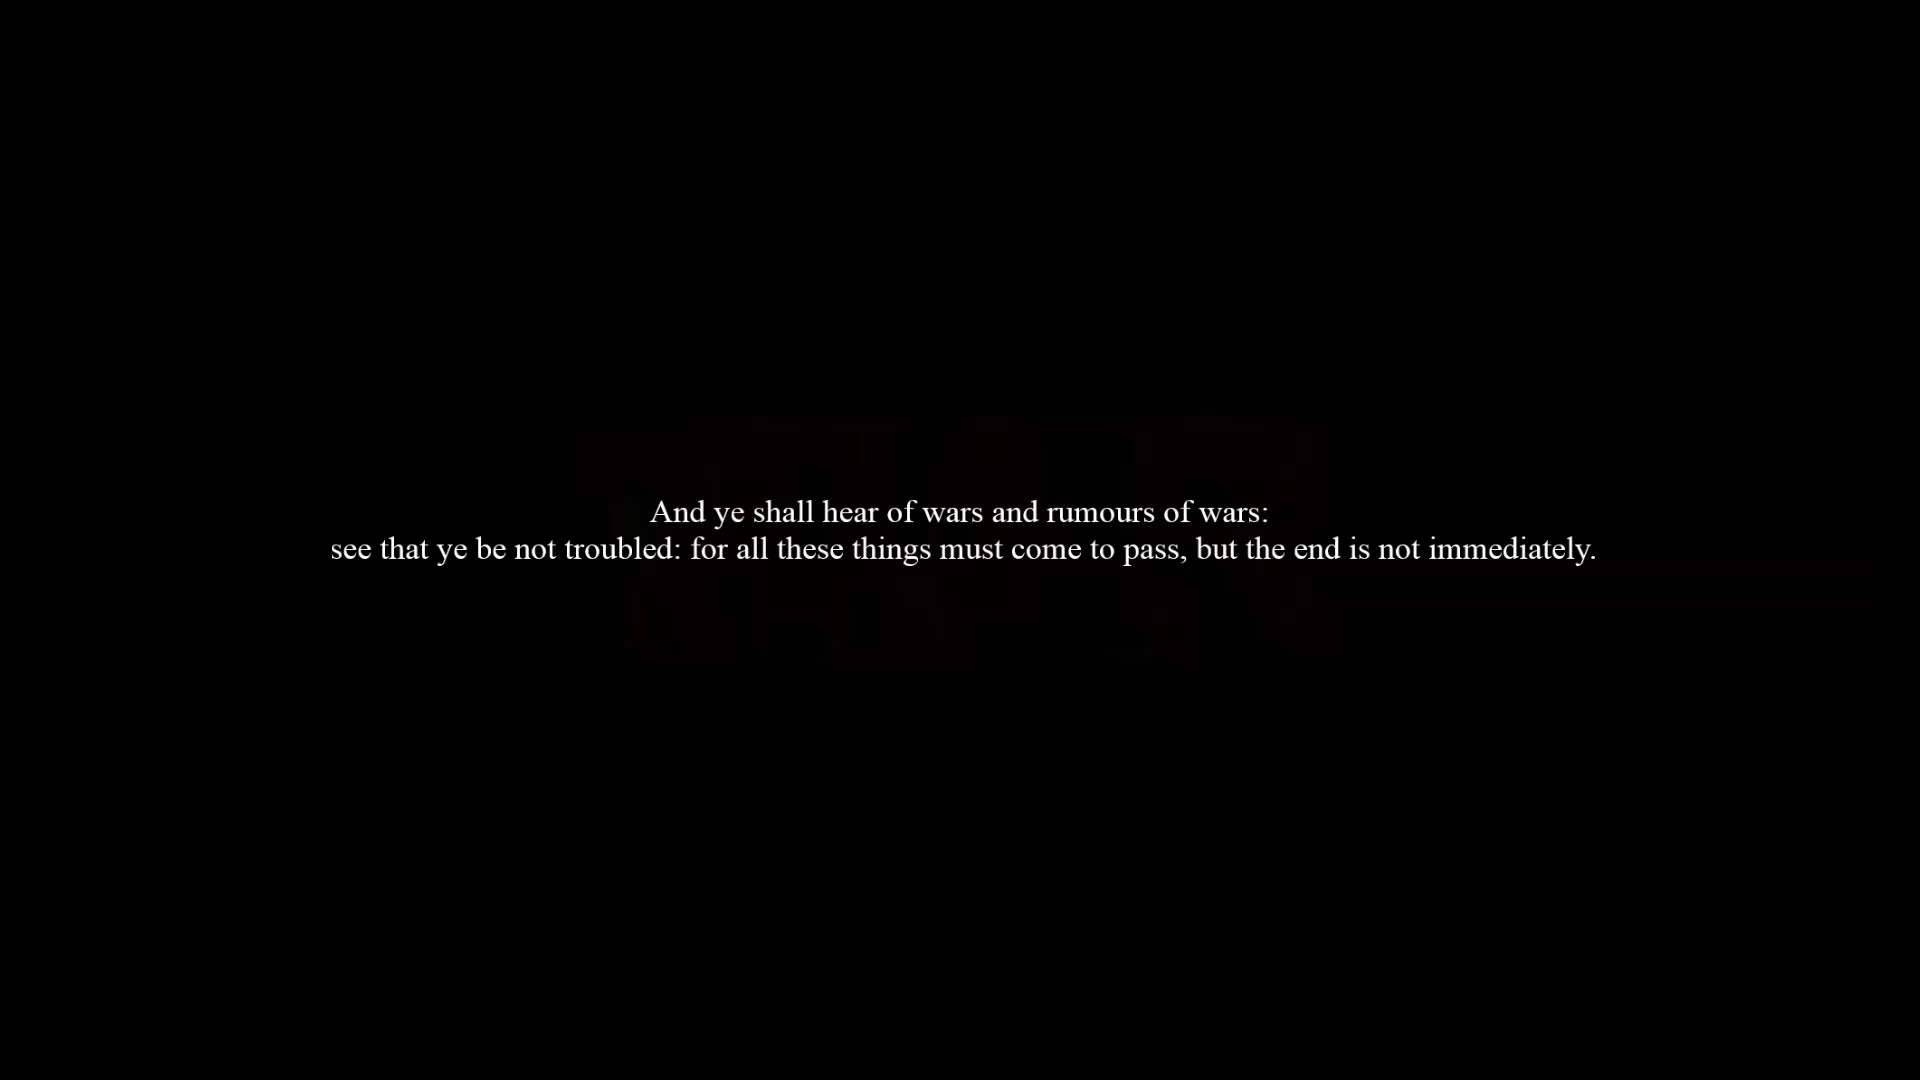 And ye shall hear of wars and rumours of wars:
see that ye be not troubled: for all these things must come to pass, but the end is not immediately.